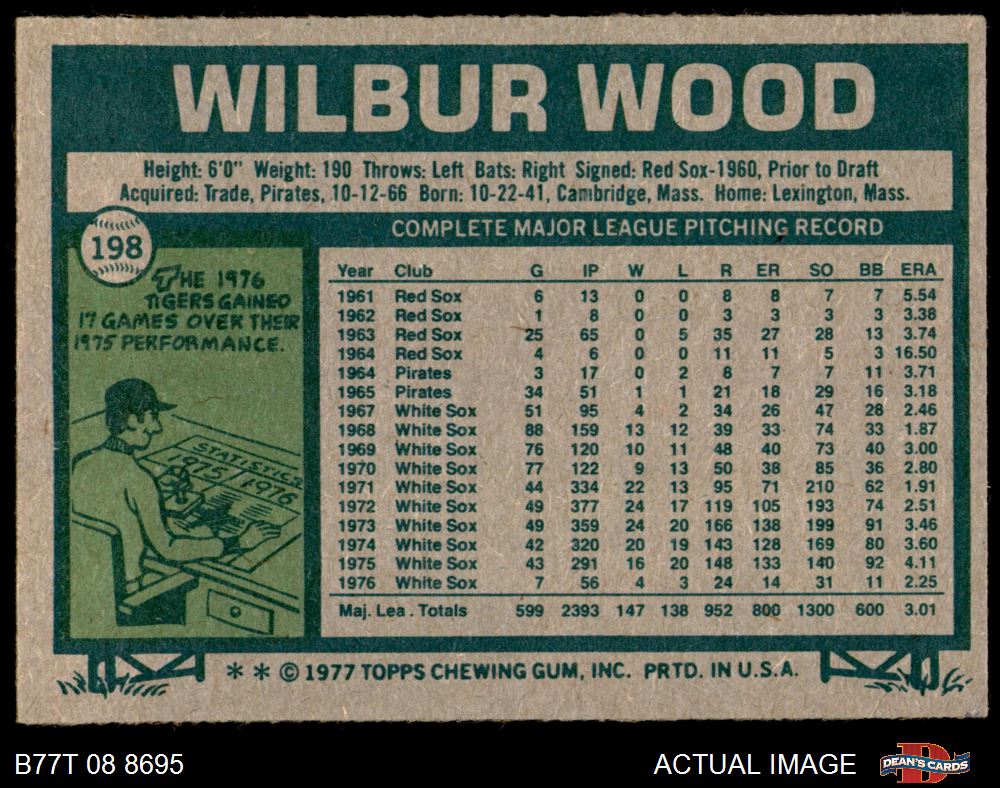 WILBUR WOOD
Height: 6'0" Weight: 190 Throws: Left Bats: Right Signed: Red Sox-1960, Prior to Draft
Acquired: Trade, Pirates, 10-12-66 Born: 10-22-41, Cambridge, Mass. Home: Lexington, Mass.
198
THE 1976
TIGERS GAINED
17 GAMES OVER THEIR
1975 PERFORMANCE.
STATISTICS
1975 1976
COMPLETE MAJOR LEAGUE PITCHING RECORD
Year Club G IP W L R ER SO BB ERA
1961 Red Sox 6 13 0 0 8 8 7 7 5.54
1962 Red Sox 1 8 0 0 3 3 3 3 3.38
1963 Red Sox 25 65 0 5 35 27 28 13 3.74
1964 Red Sox 4 6 0 0 11 11 5 3 16.50
1964 Pirates 3 17 0 2 8 7 7 11 3.71
1965 Pirates 34 51 1 1 21 18 29 16 3.18
1967 White Sox 51 95 4 2 34 26 47 28 2.46
1968 White Sox 88 159 13 12 39 33 74 33 1.87
1969 White Sox 76 120 10 11 48 40 73 40 3.00
1970 White Sox 77 122 9 13 50 38 85 36 2.80
1971 White Sox 44 334 22 13 95 71 210 62 1.91
1972 White Sox 49 377 24 17 119 105 193 74 2.51
1973 White Sox 49 359 24 20 166 138 199 91 3.46
1974 White Sox 42 320 20 19 143 128 169 80 3.60
1975 White Sox 43 291 16 20 148 133 140 92 4.11
1976 White Sox 7 56 4 3 24 14 31 11 2.25
Maj. Lea. Totals 599 2393 147 138 952 800 1300 600 3.01
* * © 1977 TOPPS CHEWING GUM, INC. PRTD. IN U.S.A.
B77T 08 8695
ACTUAL IMAGE
D
DEAN'S CARDS